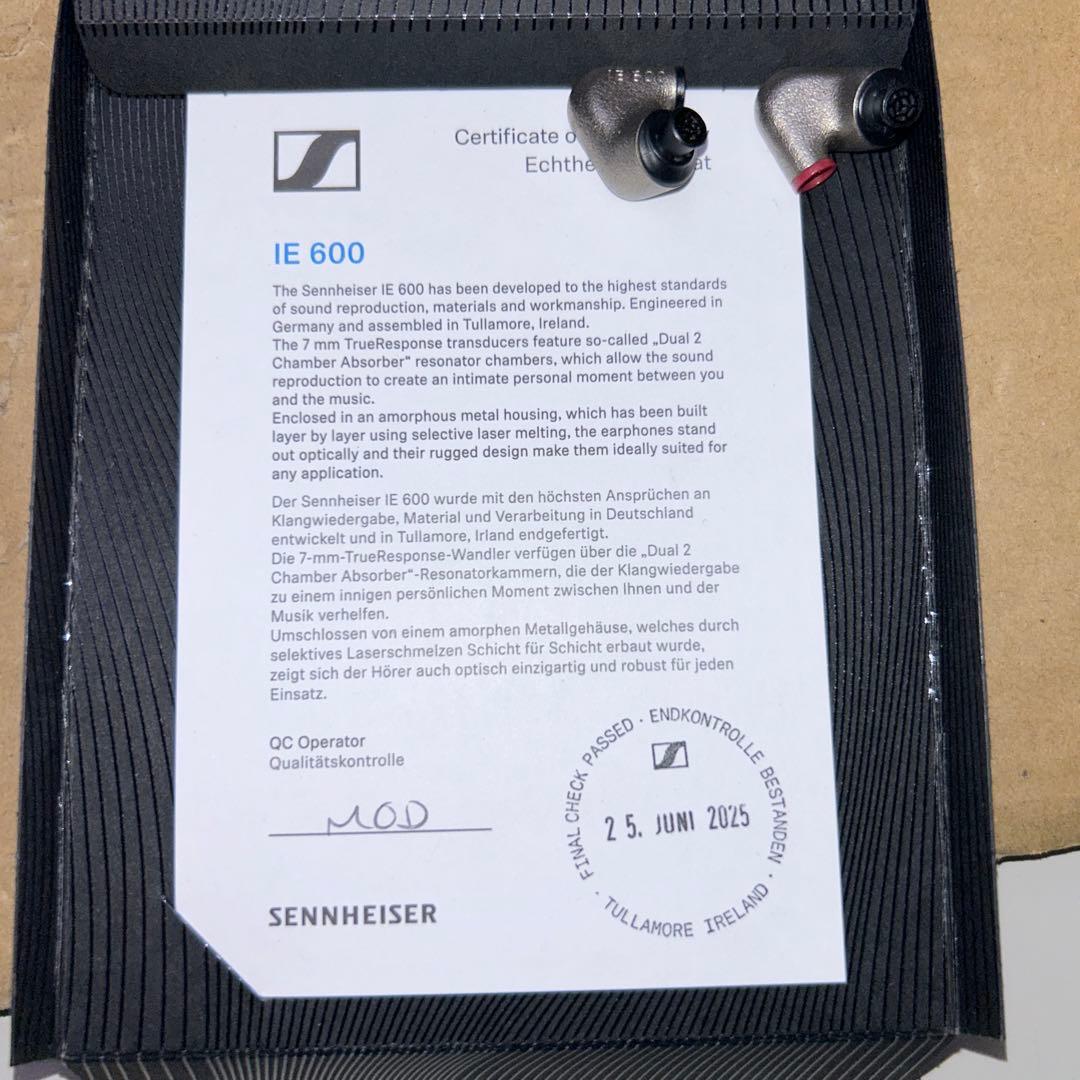 IE 600
Certificate
Echthe
at
IE 600
The Sennheiser IE 600 has been developed to the highest standards
of sound reproduction, materials and workmanship. Engineered in
Germany and assembled in Tullamore, Ireland.
The 7 mm TrueResponse transducers feature so-called „Dual 2
Chamber Absorber“ resonator chambers, which allow the sound
reproduction to create an intimate personal moment between you
and the music.
Enclosed in an amorphous metal housing, which has been built
layer by layer using selective laser melting, the earphones stand
out optically and their rugged design make them ideally suited for
any application.
Der Sennheiser IE 600 wurde mit den höchsten Ansprüchen an
Klangwiedergabe, Material und Verarbeitung in Deutschland
entwickelt und in Tullamore, Irland endgefertigt.
Die 7-mm-TrueResponse-Wandler verfügen über die „Dual 2
Chamber Absorber“-Resonatorkammern, die der Klangwiedergabe
zu einem innigen persönlichen Moment zwischen Ihnen und der
Musik verhelfen.
Umschlossen von einem amorphen Metallgehäuse, welches durch
selektives Laserschmelzen Schicht für Schicht erbaut wurde,
zeigt sich der Hörer auch optisch einzigartig und robust für jeden
Einsatz.
QC Operator
Qualitätskontrolle
MOD
SENNHEISER
FINAL CHECK PASSED · ENDKONTROLLE BESTANDEN ·
25. JUNI 2025
TULLAMORE IRELAND ·